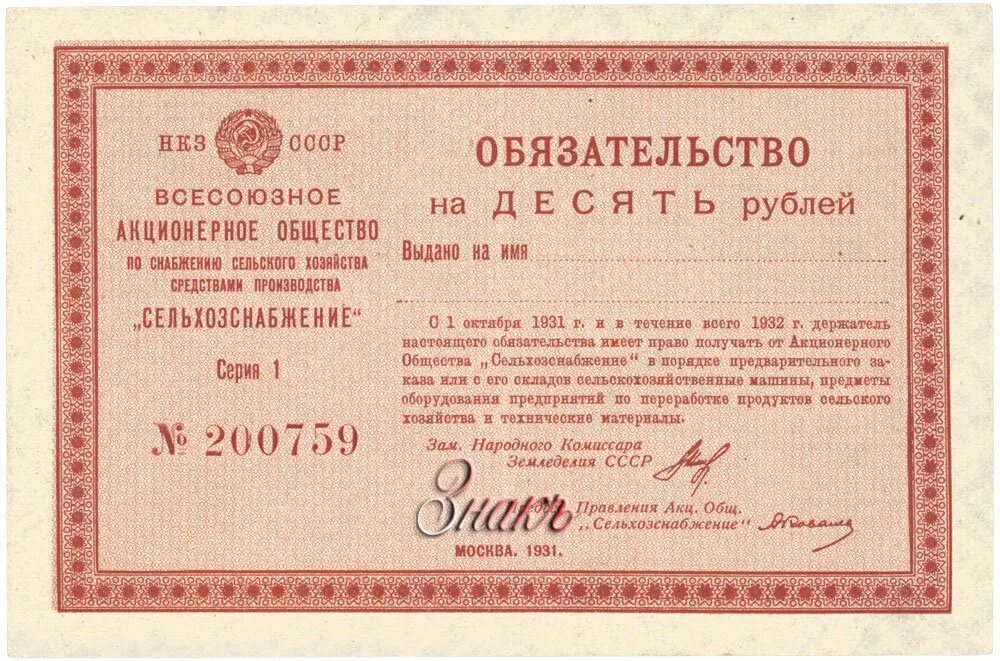 НКЗ СССР
ВСЕСОЮЗНОЕ
АКЦИОНЕРНОЕ ОБЩЕСТВО
ПО СНАБЖЕНИЮ СЕЛЬСКОГО ХОЗЯЙСТВА
СРЕДСТВАМИ ПРОИЗВОДСТВА
„СЕЛЬХОЗСНАБЖЕНИЕ"
Серия 1
№ 200759
ОБЯЗАТЕЛЬСТВО
на ДЕСЯТЬ рублей
Выдано на имя
С 1 октября 1931 г. и в течение всего 1932 г. держатель
настоящего обязательства имеет право получать от Акционерного
Общества „Сельхозснабжение" в порядке предварительного за-
каза или с его складов сельскохозяйственные машины, предметы
оборудования предприятий по переработке продуктов сельского
хозяйства и технические материалы.
Зам. Народного Комиссара
Земледелия СССР
Правления Акц. Общ.
„Сельхозснабжение"
Знакъ
МОСКВА. 1931.